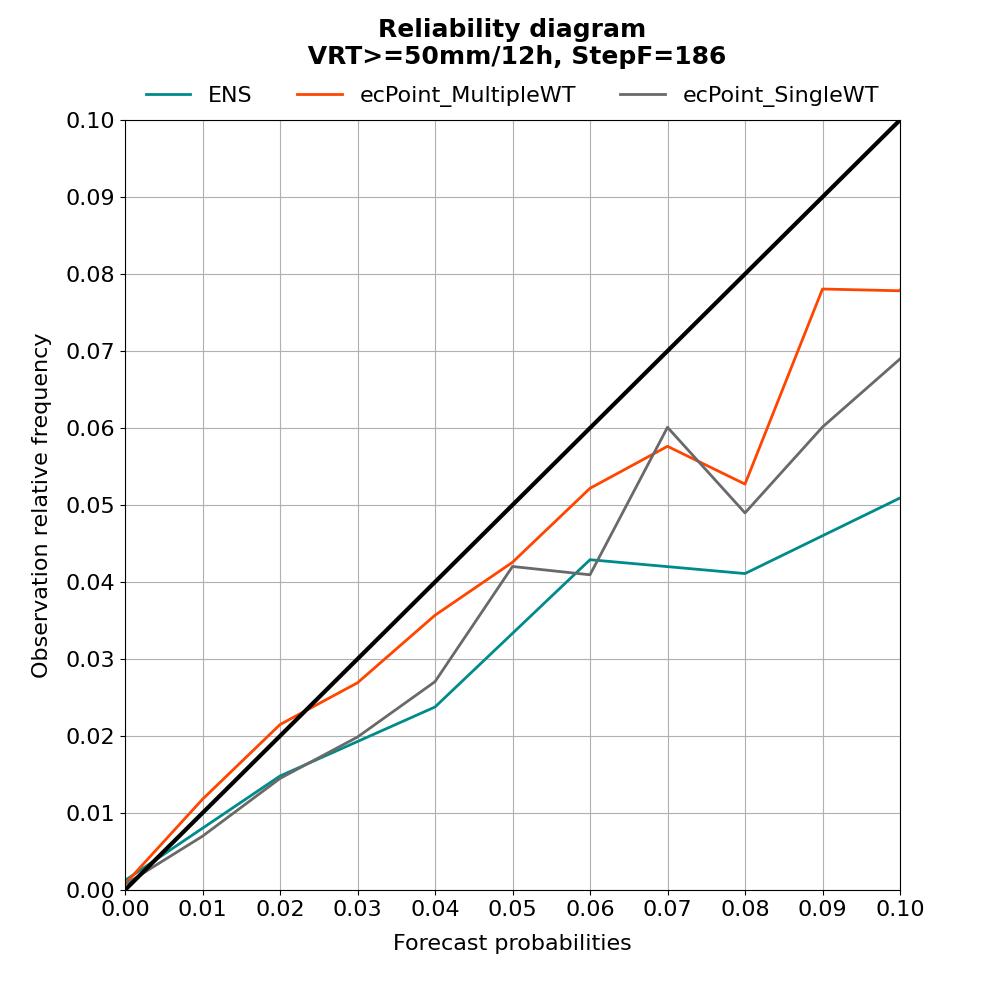 Reliability diagram
VRT>=50mm/12h, StepF=186
ENS ecPoint_MultipleWT ecPoint_SingleWT
0.10
0.09
0.08
0.07
0.06
0.05
0.04
0.03
0.02
0.01
0.00
Observation relative frequency
0.00 0.01 0.02 0.03 0.04 0.05 0.06 0.07 0.08 0.09 0.10
Forecast probabilities